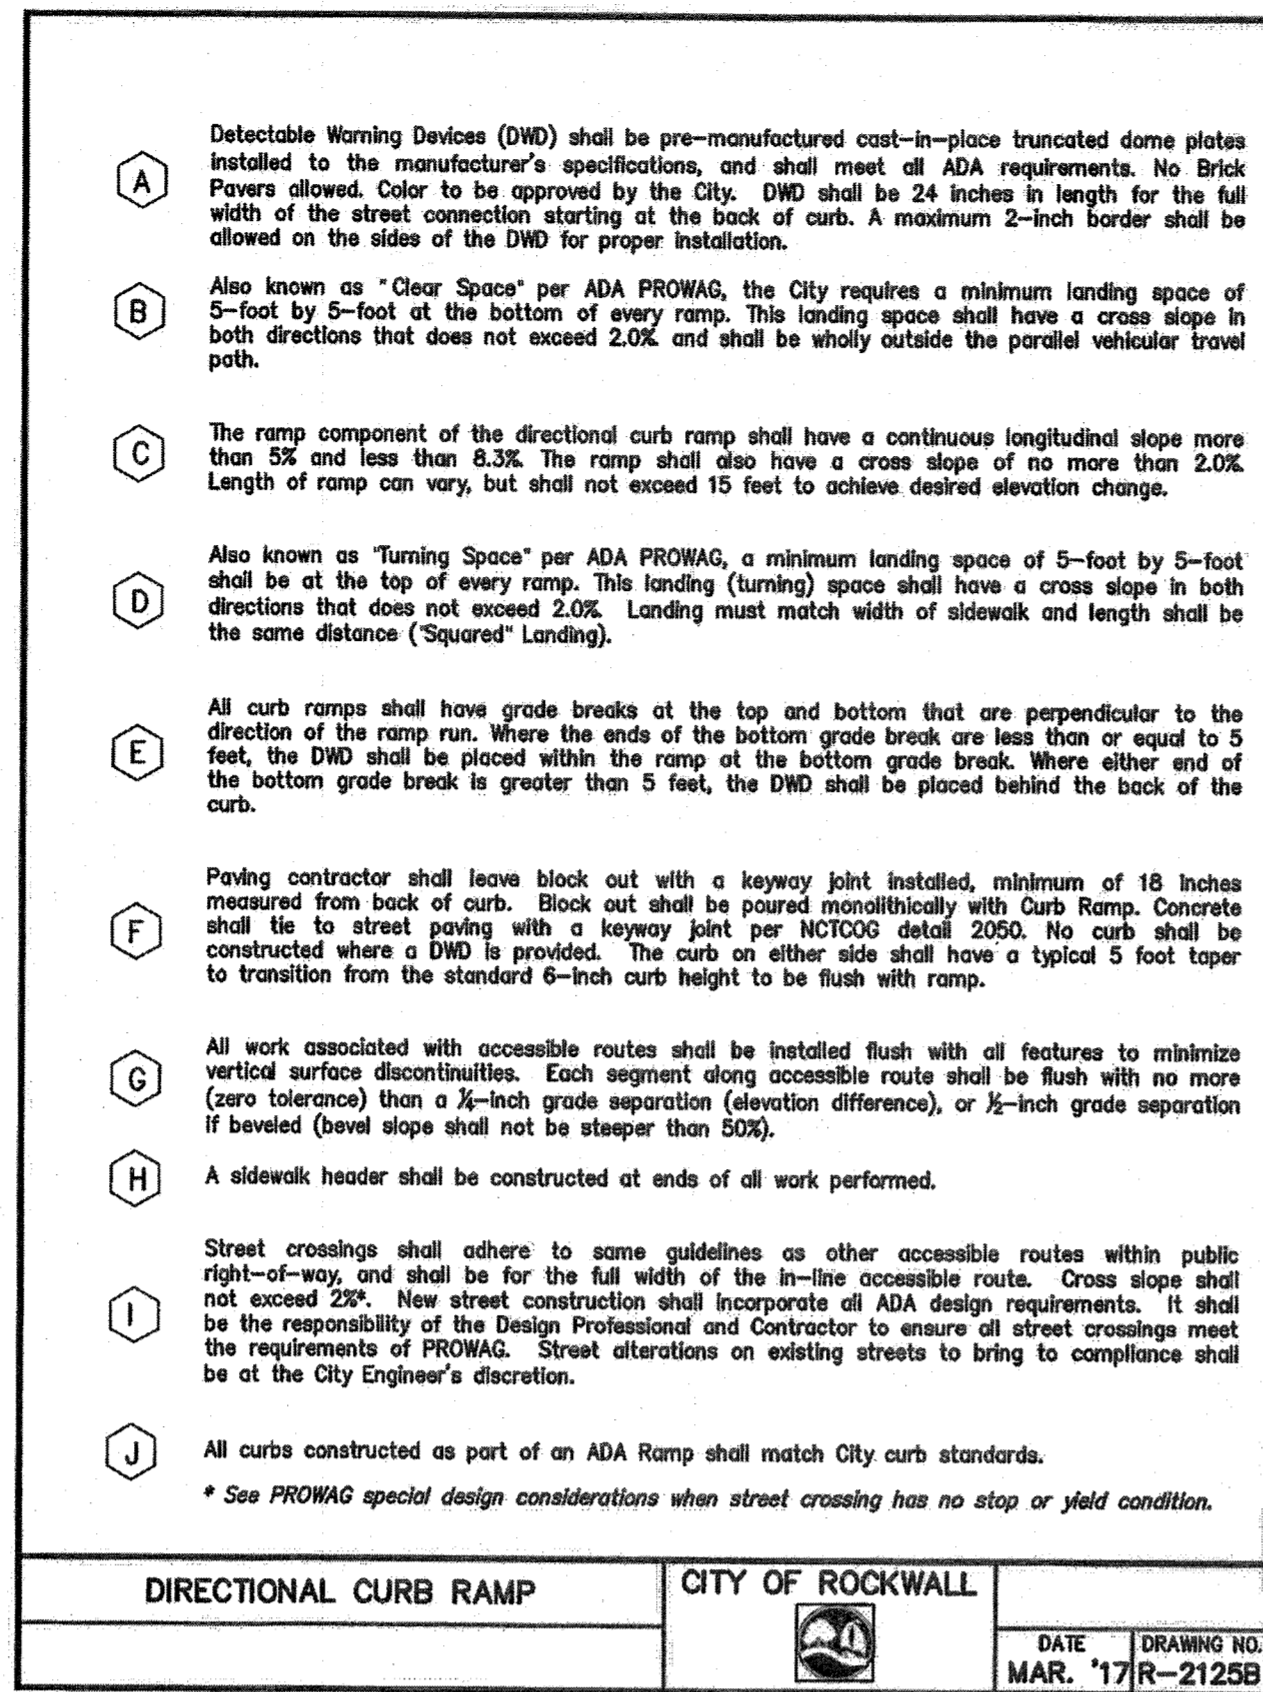 Detectable Warning Devices (DWD) shall be pre-manufactured cast-in-place truncated dome plates
installed to the manufacturer's specifications, and shall meet all ADA requirements. No Brick
A
Pavers allowed. Color to be approved by the City. DWD shall be 24 inches in length for the full
width of the street connection starting at the back of curb. A maximum 2-inch border shall be
allowed on the sides of the DWD for proper installation.
Also known as "Clear Space" per ADA PROWAG, the City requires a minimum landing space of
B
5-foot by 5-foot at the bottom of every ramp. This landing space shall have a cross slope in
both directions that does not exceed 2.0% and shall be wholly outside the parallel vehicular travel
path.
The ramp component of the directional curb ramp shall have a continuous longitudinal slope more
C
than 5% and less than 8.3%. The ramp shall also have a cross slope of no more than 2.0%.
Length of ramp can vary, but shall not exceed 15 feet to achieve desired elevation change.
Also known as "Turning Space" per ADA PROWAG, a minimum landing space of 5-foot by 5-foot
shall be at the top of every ramp. This landing (turning) space shall have a cross slope in both
D
directions that does not exceed 2.0%. Landing must match width of sidewalk and length shall be
the same distance ("Squared" Landing).
All curb ramps shall have grade breaks at the top and bottom that are perpendicular to the
direction of the ramp run. Where the ends of the bottom grade break are less than or equal to 5
E
feet, the DWD shall be placed within the ramp at the bottom grade break. Where either end of
the bottom grade break is greater than 5 feet, the DWD shall be placed behind the back of the
curb.
Paving contractor shall leave block out with a keyway joint installed, minimum of 18 inches
measured from back of curb. Block out shall be poured monolithically with Curb Ramp. Concrete
F
shall tie to street paving with a keyway joint per NCTCOG detail 2050. No curb shall be
constructed where a DWD is provided. The curb on either side shall have a typical 5 foot taper
to transition from the standard 6-inch curb height to be flush with ramp.
All work associated with accessible routes shall be installed flush with all features to minimize
vertical surface discontinuities. Each segment along accessible route shall be flush with no more
G
(zero tolerance) than a ¼-inch grade separation (elevation difference), or ½-inch grade separation
if beveled (bevel slope shall not be steeper than 50%).
H
A sidewalk header shall be constructed at ends of all work performed.
Street crossings shall adhere to same guidelines as other accessible routes within public
right-of-way, and shall be for the full width of the in-line accessible route. Cross slope shall
I
not exceed 2%*. New street construction shall incorporate all ADA design requirements. It shall
be the responsibility of the Design Professional and Contractor to ensure all street crossings meet
the requirements of PROWAG. Street alterations on existing streets to bring to compliance shall
be at the City Engineer's discretion.
J
All curbs constructed as part of an ADA Ramp shall match City curb standards.
* See PROWAG special design considerations when street crossing has no stop or yield condition.
DIRECTIONAL CURB RAMP
CITY OF ROCKWALL
DATE
MAR. '17
DRAWING NO.
R-2125B